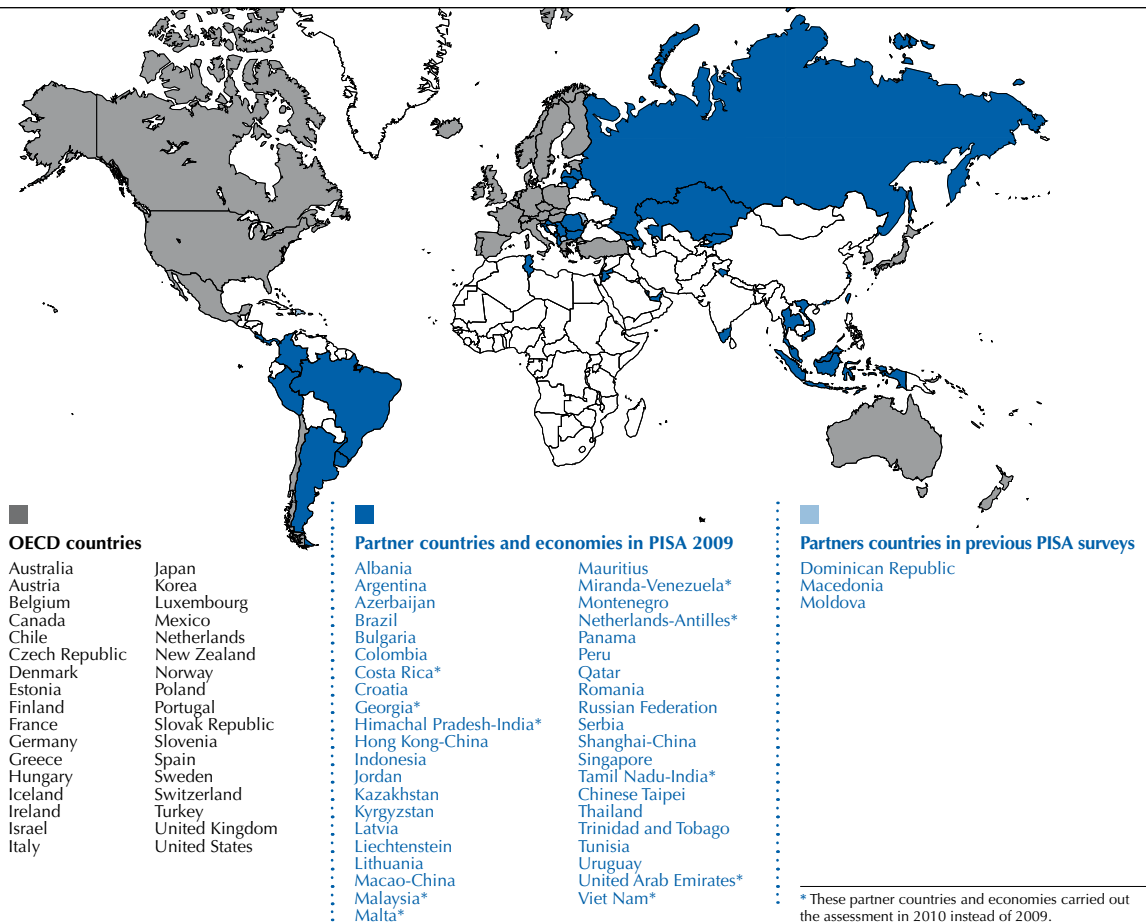 OECD countries
Australia
Austria
Belgium
Canada
Chile
Czech Republic
Denmark
Estonia
Finland
France
Germany
Greece
Hungary
Iceland
Ireland
Israel
Italy
Japan
Korea
Luxembourg
Mexico
Netherlands
New Zealand
Norway
Poland
Portugal
Slovak Republic
Slovenia
Spain
Sweden
Switzerland
Turkey
United Kingdom
United States
Partner countries and economies in PISA 2009
Albania
Argentina
Azerbaijan
Brazil
Bulgaria
Colombia
Costa Rica*
Croatia
Georgia*
Himachal Pradesh-India*
Hong Kong-China
Indonesia
Jordan
Kazakhstan
Kyrgyzstan
Latvia
Liechtenstein
Lithuania
Macao-China
Malaysia*
Malta*
Mauritius
Miranda-Venezuela*
Montenegro
Netherlands-Antilles*
Panama
Peru
Qatar
Romania
Russian Federation
Serbia
Shanghai-China
Singapore
Tamil Nadu-India*
Chinese Taipei
Thailand
Trinidad and Tobago
Tunisia
Uruguay
United Arab Emirates*
Viet Nam*
Partners countries in previous PISA surveys
Dominican Republic
Macedonia
Moldova
* These partner countries and economies carried out
the assessment in 2010 instead of 2009.